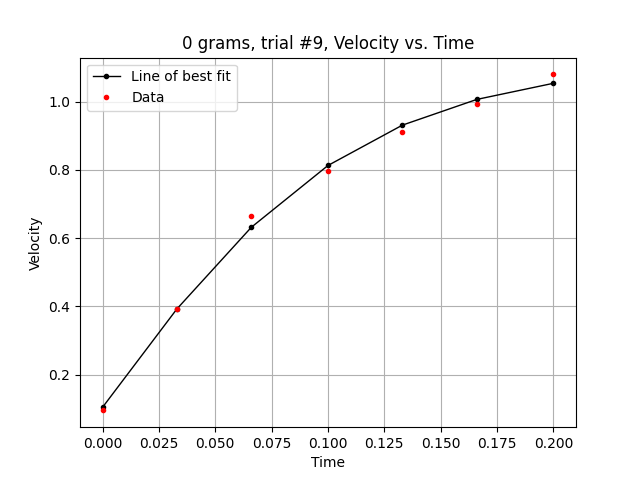 0 grams, trial #9, Velocity vs. Time
Line of best fit
Data
1.0
0.8
0.6
0.4
0.2
Velocity
0.000 0.025 0.050 0.075 0.100 0.125 0.150 0.175 0.200
Time